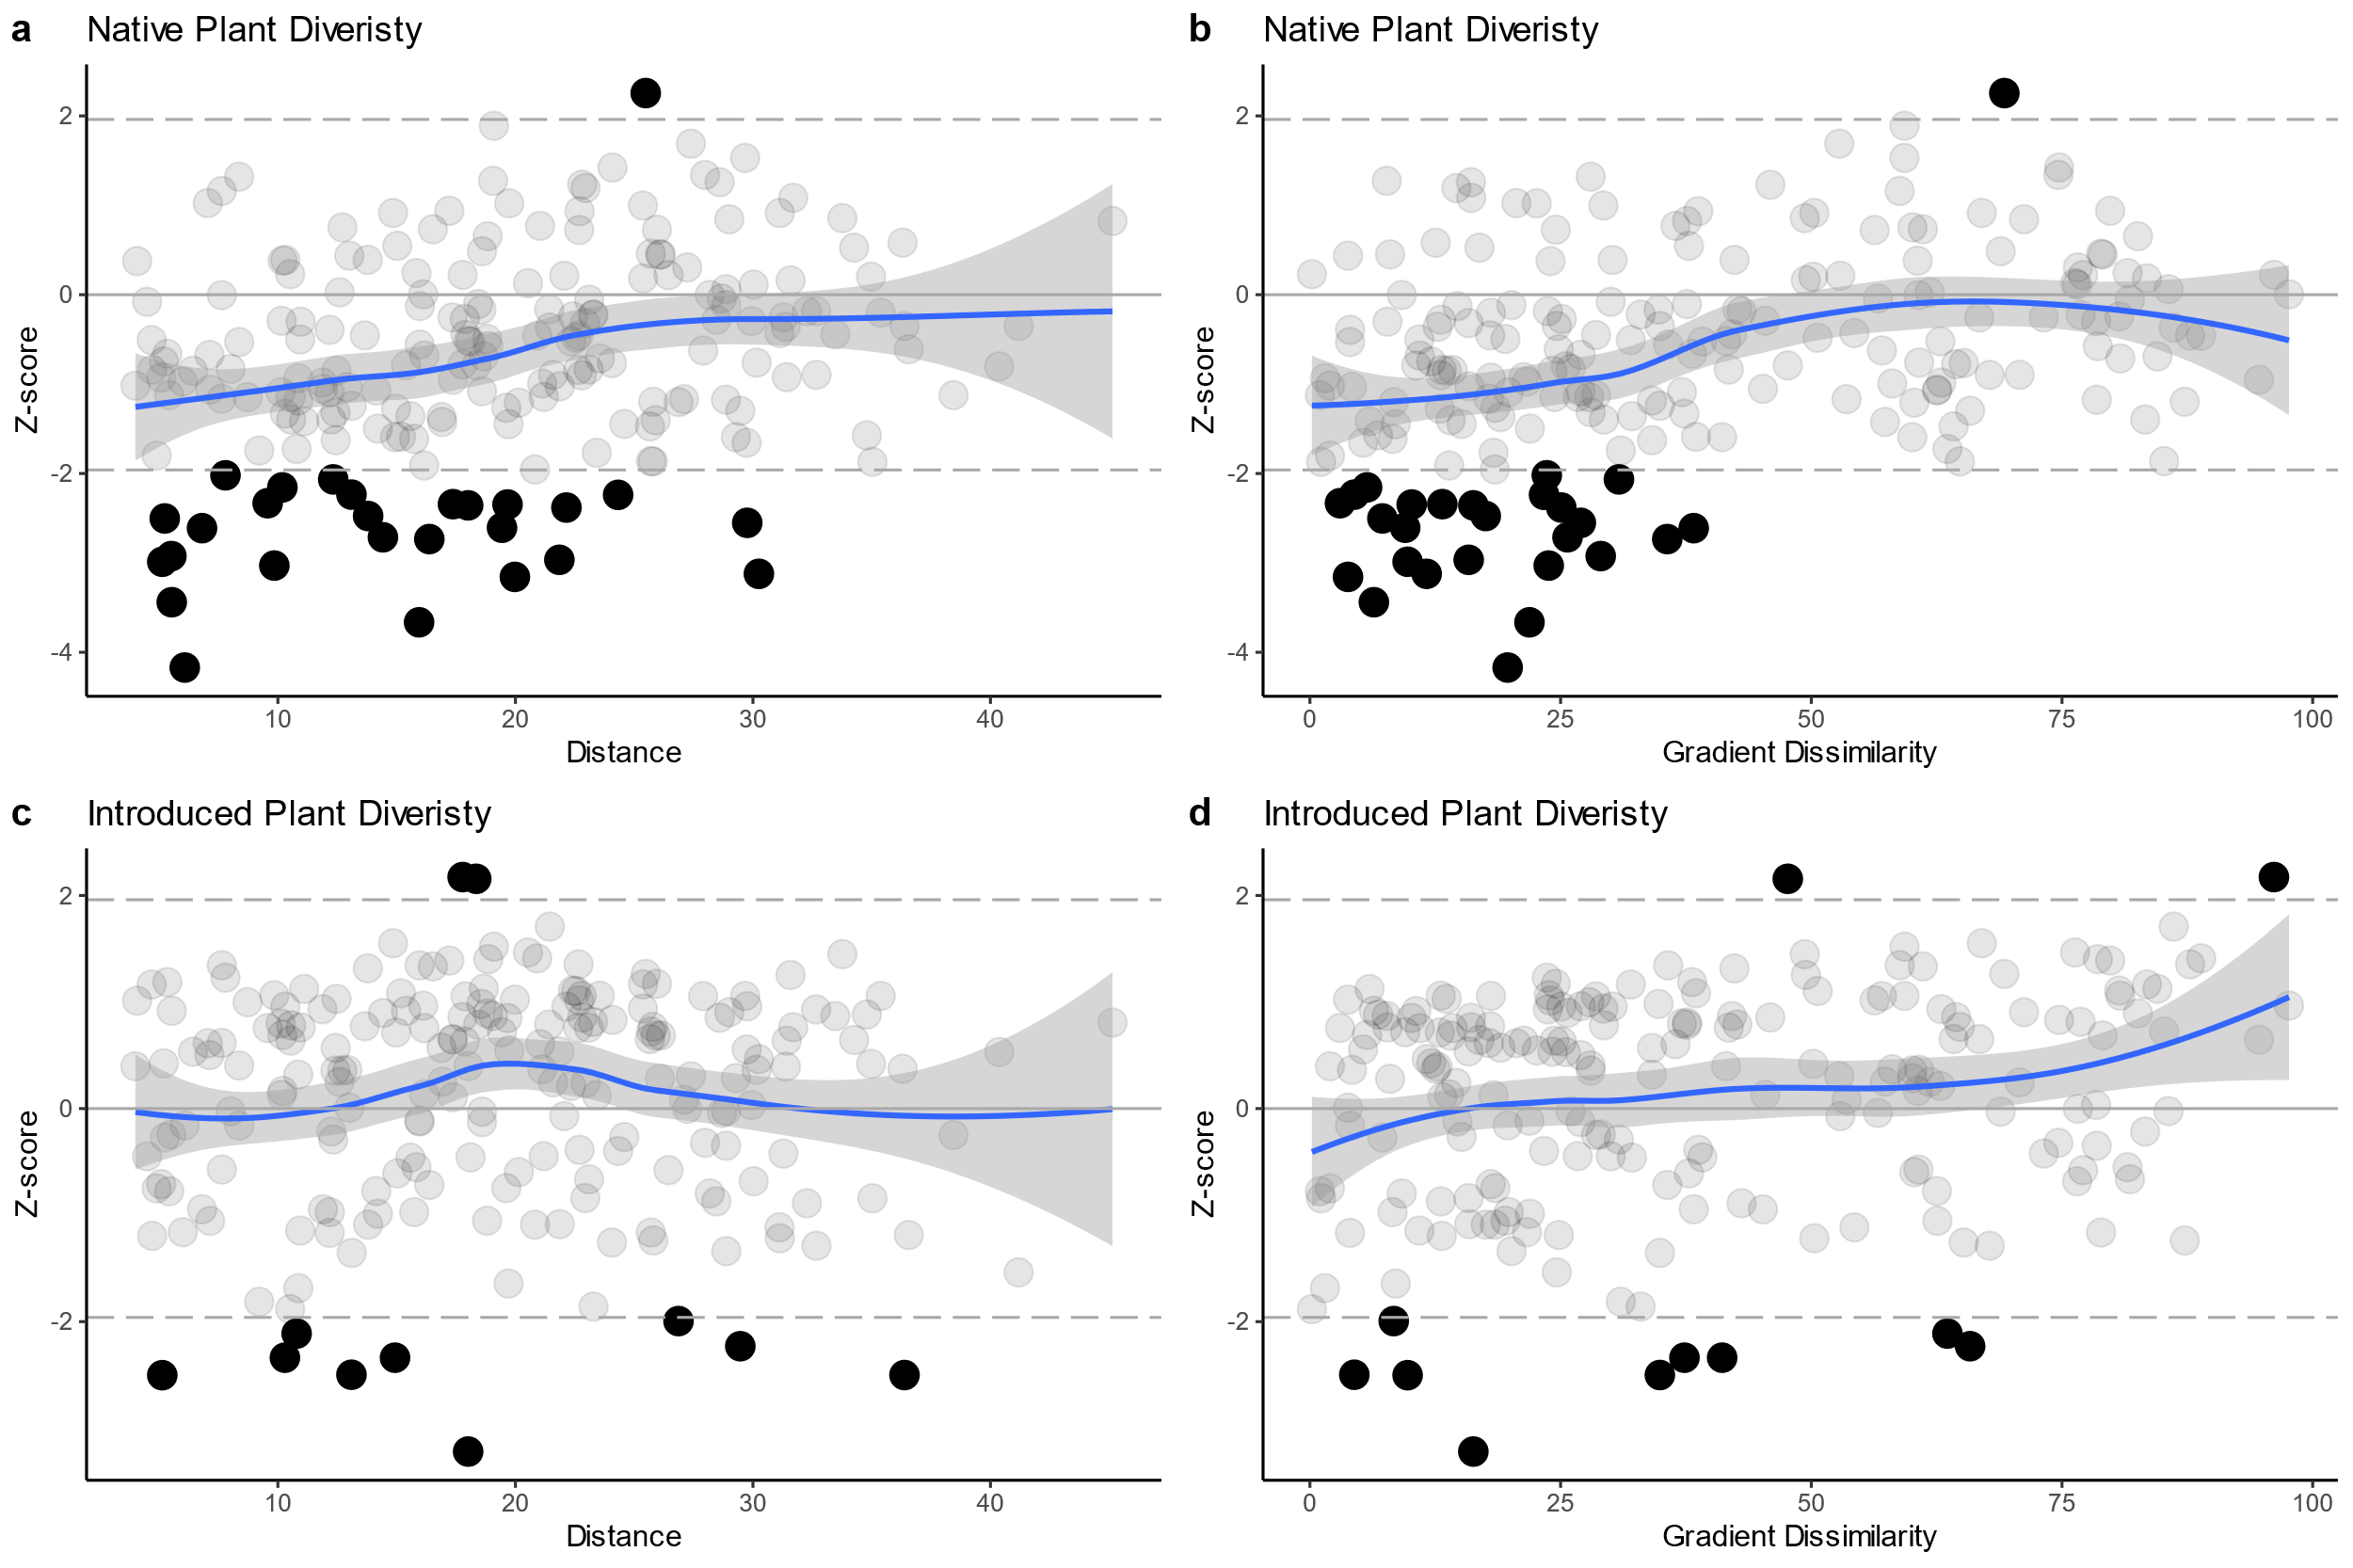 a Native Plant Diveristy
2
0
-2
-4
Z-score
10 20 30 40
Distance
b Native Plant Diveristy
2
0
-2
-4
Z-score
0 25 50 75 100
Gradient Dissimilarity
c Introduced Plant Diveristy
2
0
-2
Z-score
10 20 30 40
Distance
d Introduced Plant Diveristy
2
0
-2
Z-score
0 25 50 75 100
Gradient Dissimilarity